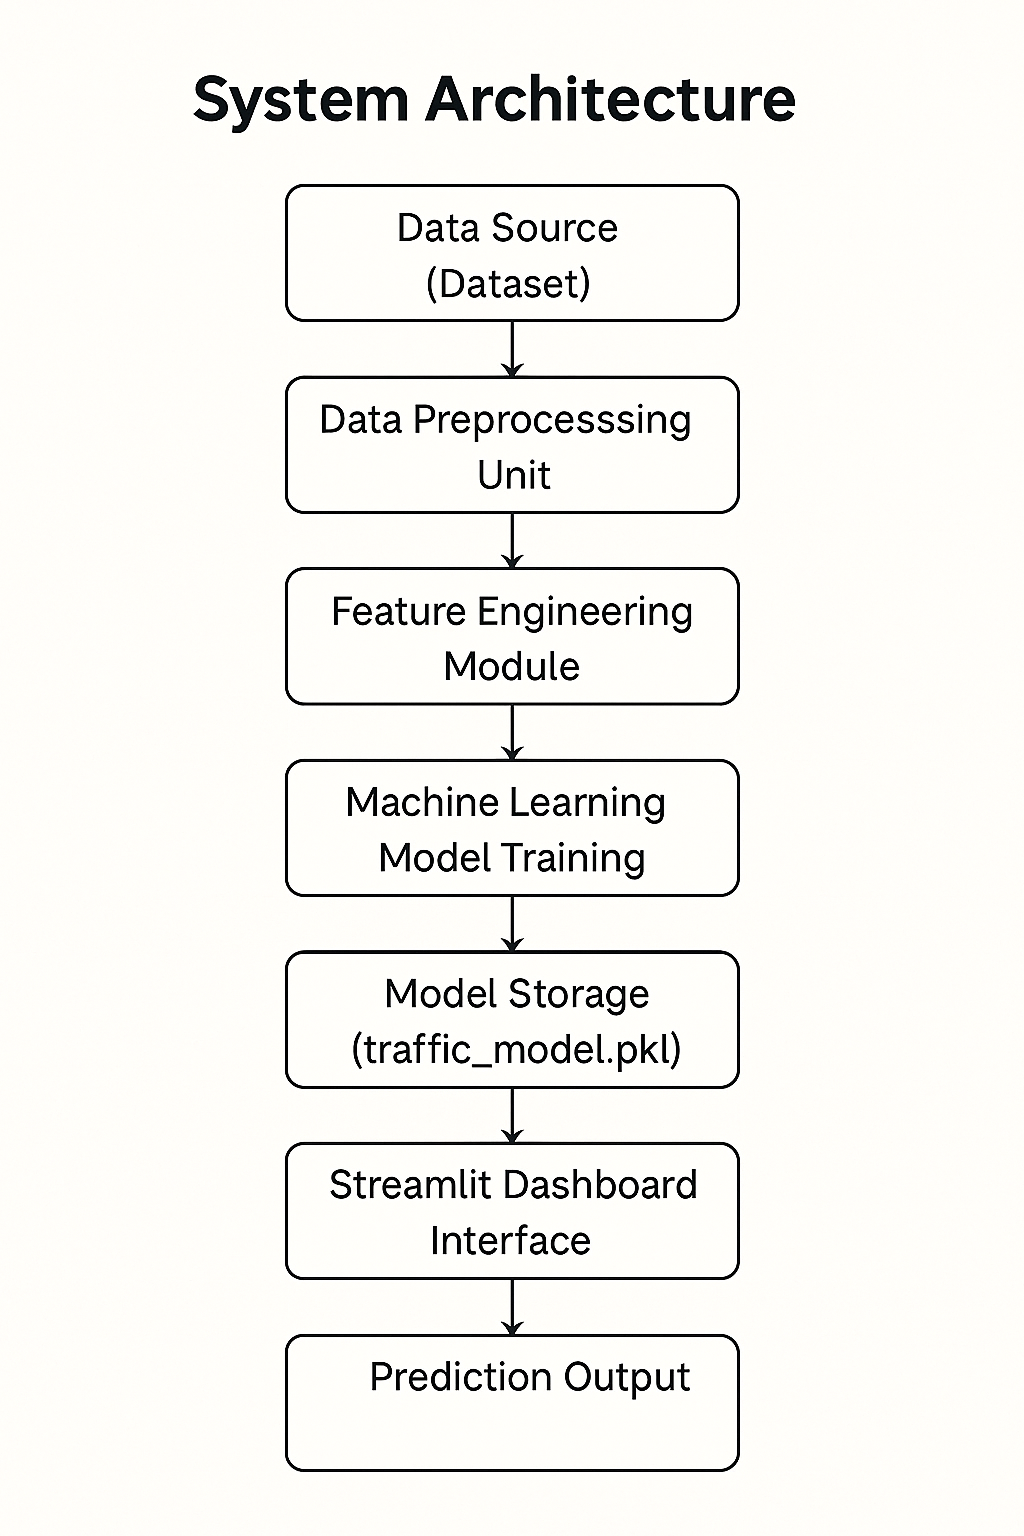 System Architecture
Data Source
(Dataset)
Data Preprocesssing
Unit
Feature Engineering
Module
Machine Learning
Model Training
Model Storage
(traffic_model.pkl)
Streamlit Dashboard
Interface
Prediction Output